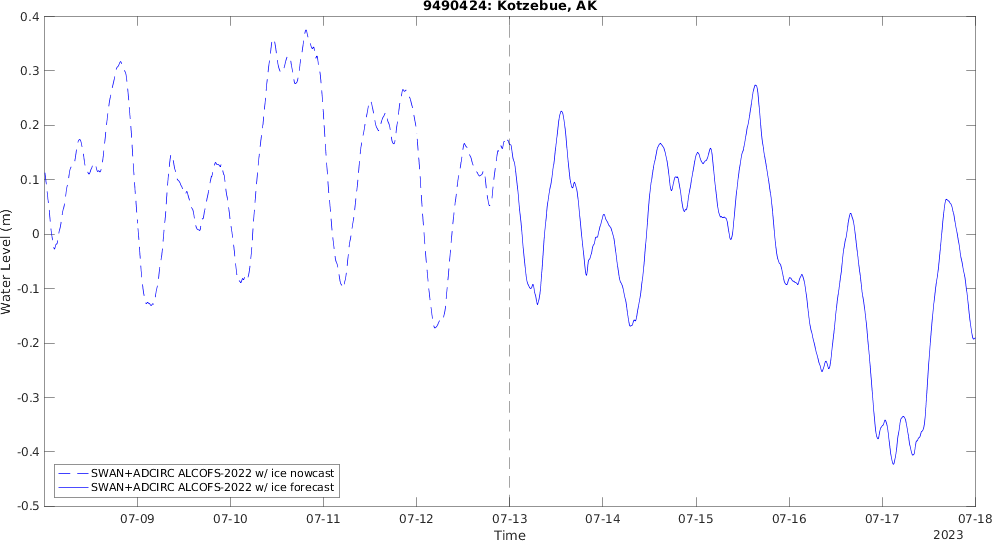 9490424: Kotzebue, AK
0.4
0.3
0.2
0.1
0
-0.1
-0.2
-0.3
-0.4
-0.5
Water Level (m)
SWAN+ADCIRC ALCOFS-2022 w/ ice nowcast
SWAN+ADCIRC ALCOFS-2022 w/ ice forecast
07-09 07-10 07-11 07-12 07-13 07-14 07-15 07-16 07-17 07-18
Time
2023